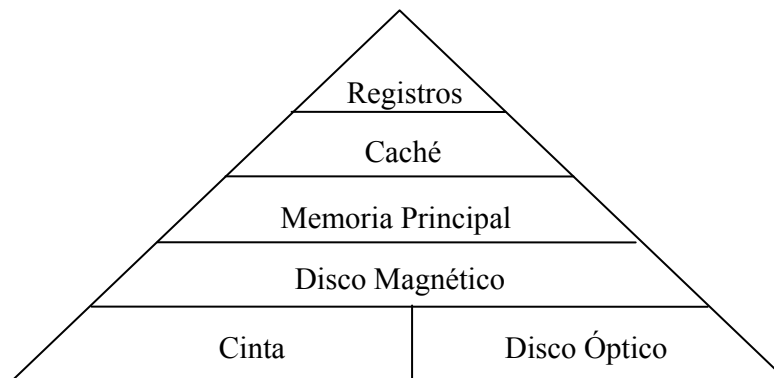 Registros
Caché
Memoria Principal
Disco Magnético
Cinta
Disco Óptico